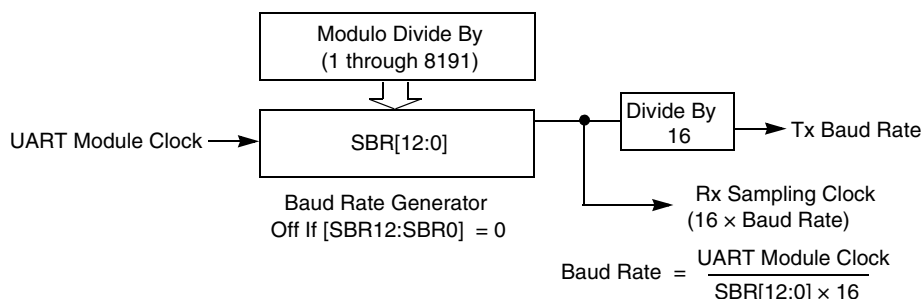 Modulo Divide By
(1 through 8191)
UART Module Clock
SBR[12:0]
Divide By
16
Tx Baud Rate
Baud Rate Generator
Off If [SBR12:SBR0] = 0
Rx Sampling Clock
(16 × Baud Rate)
Baud Rate = UART Module Clock
SBR[12:0] × 16